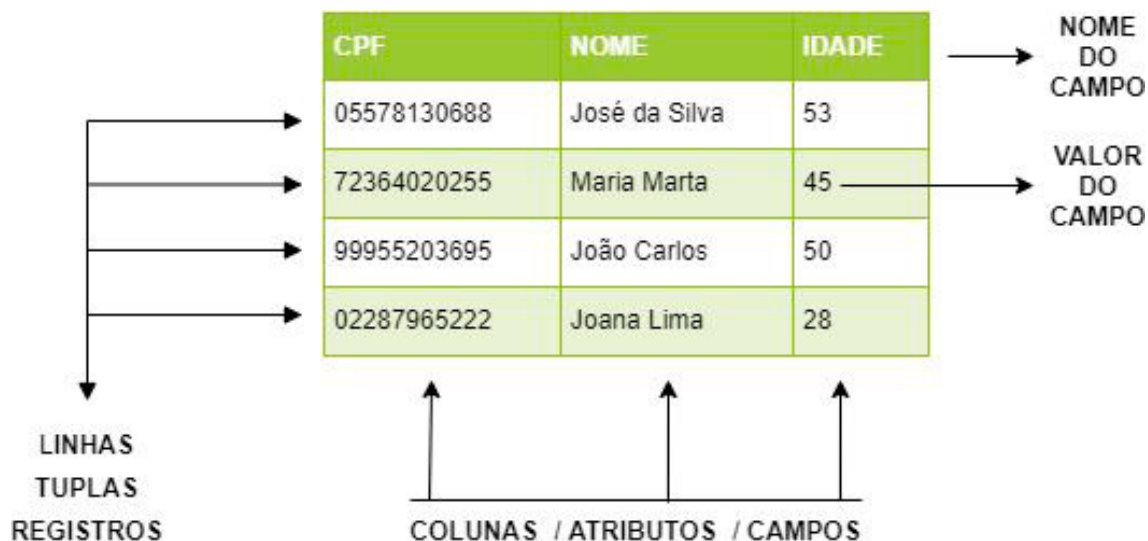 CPF NOME IDADE
05578130688 José da Silva 53
72364020255 Maria Marta 45
99955203695 João Carlos 50
02287965222 Joana Lima 28
NOME
DO
CAMPO
VALOR
DO
CAMPO
LINHAS
TUPLAS
REGISTROS
COLUNAS / ATRIBUTOS / CAMPOS